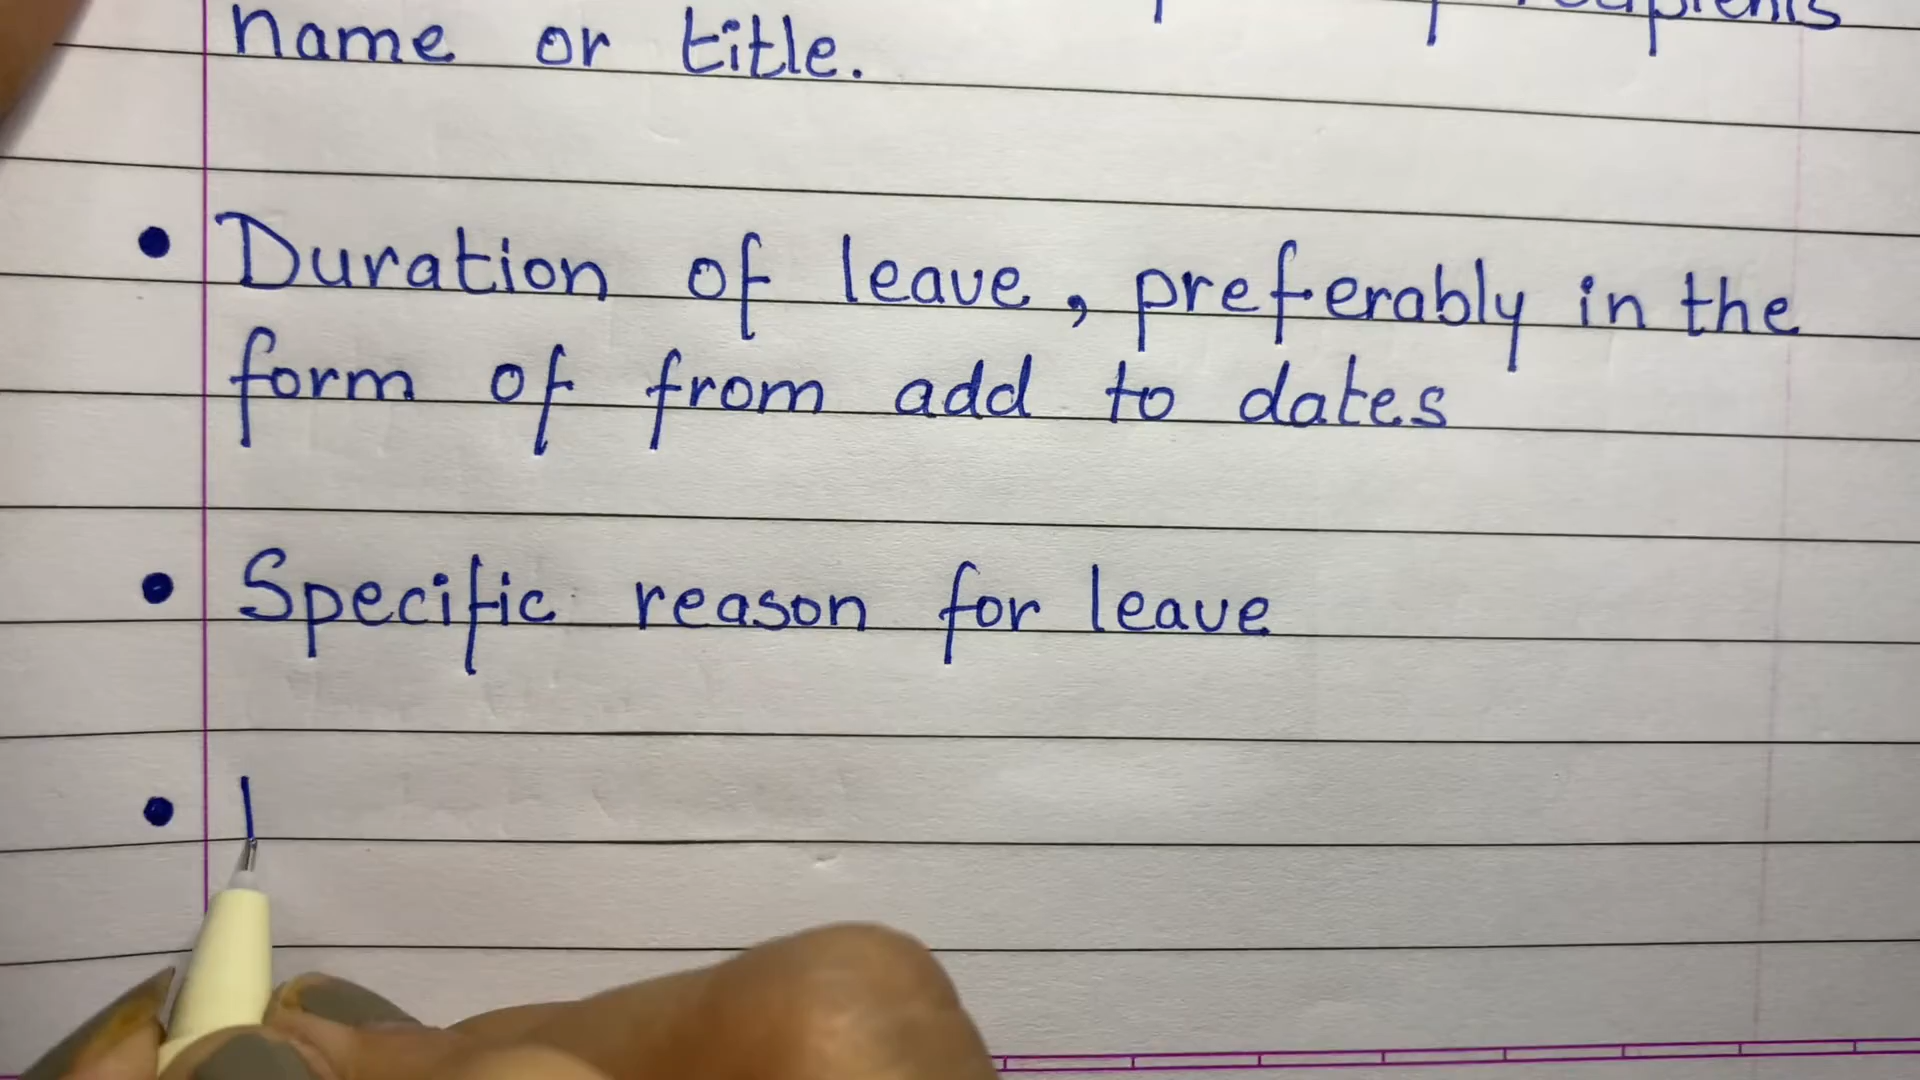 recipients
name or title.
• Duration of leave, preferably in the
form of from add to dates
• Specific reason for leave
•